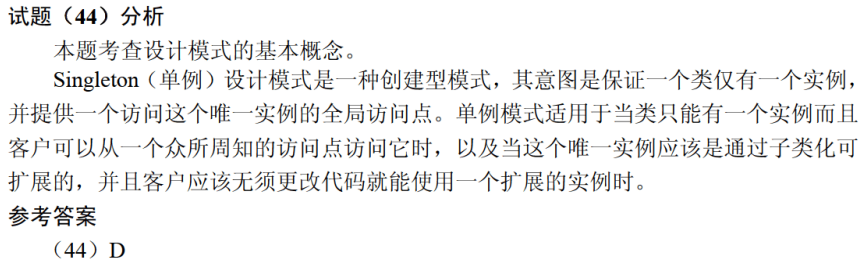 试题（44）分析
本题考查设计模式的基本概念。
Singleton（单例）设计模式是一种创建型模式，其意图是保证一个类仅有一个实例，
并提供一个访问这个唯一实例的全局访问点。单例模式适用于当类只能有一个实例而且
客户可以从一个众所周知的访问点访问它时，以及当这个唯一实例应该是通过子类化可
扩展的，并且客户应该无须更改代码就能使用一个扩展的实例时。
参考答案
（44）D